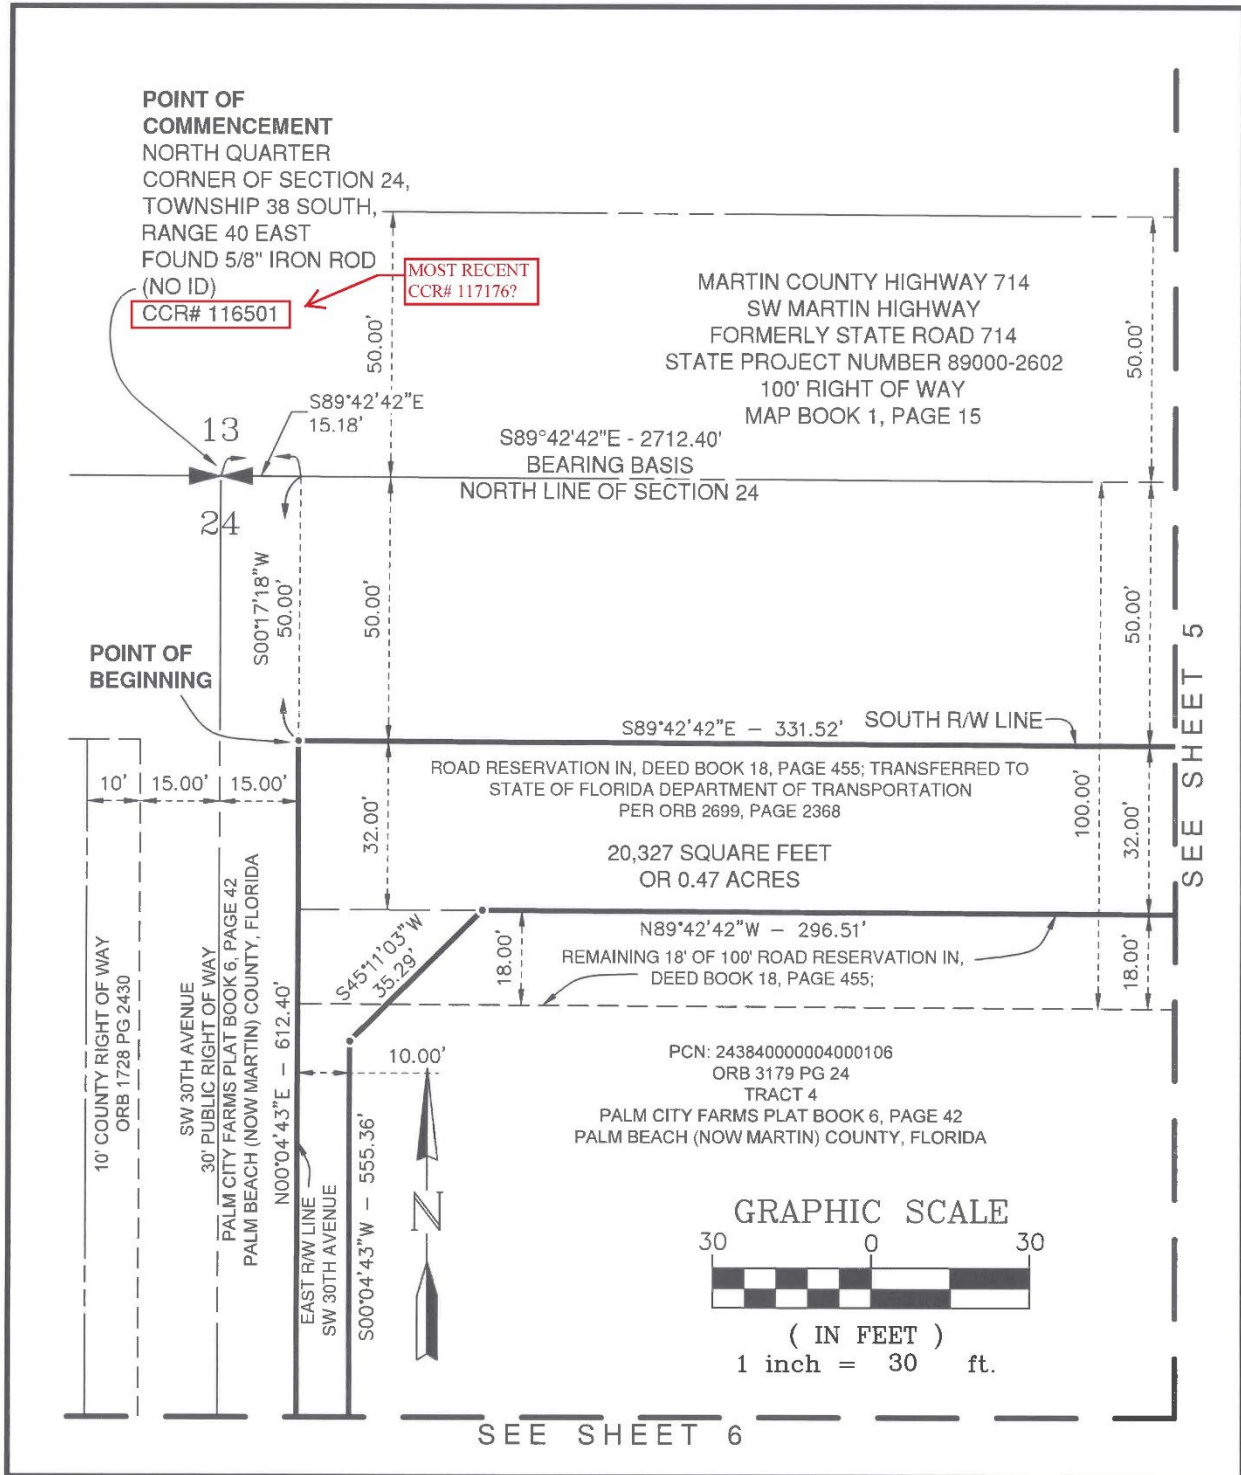 POINT OF
COMMENCEMENT
NORTH QUARTER
CORNER OF SECTION 24,
TOWNSHIP 38 SOUTH,
RANGE 40 EAST
FOUND 5/8" IRON ROD
(NO ID)
CCR# 116501
MOST RECENT
CCR# 117176?
MARTIN COUNTY HIGHWAY 714
SW MARTIN HIGHWAY
FORMERLY STATE ROAD 714
STATE PROJECT NUMBER 89000-2602
100' RIGHT OF WAY
MAP BOOK 1, PAGE 15
50.00'
50.00'
S89°42'42"E
15.18'
13
24
S89°42'42"E - 2712.40'
BEARING BASIS
NORTH LINE OF SECTION 24
S00°17'18"W
50.00'
50.00'
50.00'
POINT OF
BEGINNING
S89°42'42"E – 331.52'
SOUTH R/W LINE
SEE SHEET 5
10'
15.00'
15.00'
ROAD RESERVATION IN, DEED BOOK 18, PAGE 455; TRANSFERRED TO
STATE OF FLORIDA DEPARTMENT OF TRANSPORTATION
PER ORB 2699, PAGE 2368
32.00'
100.00'
32.00'
20,327 SQUARE FEET
OR 0.47 ACRES
N89°42'42"W – 296.51'
REMAINING 18' OF 100' ROAD RESERVATION IN,
DEED BOOK 18, PAGE 455;
18.00'
18.00'
S45°11'03"W
35.29'
10' COUNTY RIGHT OF WAY
ORB 1728 PG 2430
SW 30TH AVENUE
30' PUBLIC RIGHT OF WAY
PALM CITY FARMS PLAT BOOK 6, PAGE 42
PALM BEACH (NOW MARTIN) COUNTY, FLORIDA
N00°04'43"E – 612.40'
EAST R/W LINE
SW 30TH AVENUE
S00°04'43"W – 555.36'
10.00'
N
PCN: 243840000004000106
ORB 3179 PG 24
TRACT 4
PALM CITY FARMS PLAT BOOK 6, PAGE 42
PALM BEACH (NOW MARTIN) COUNTY, FLORIDA
GRAPHIC SCALE
30 0 30
( IN FEET )
1 inch = 30 ft.
SEE SHEET 6